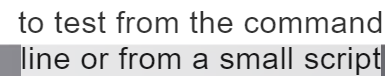 to test from the command
line or from a small script